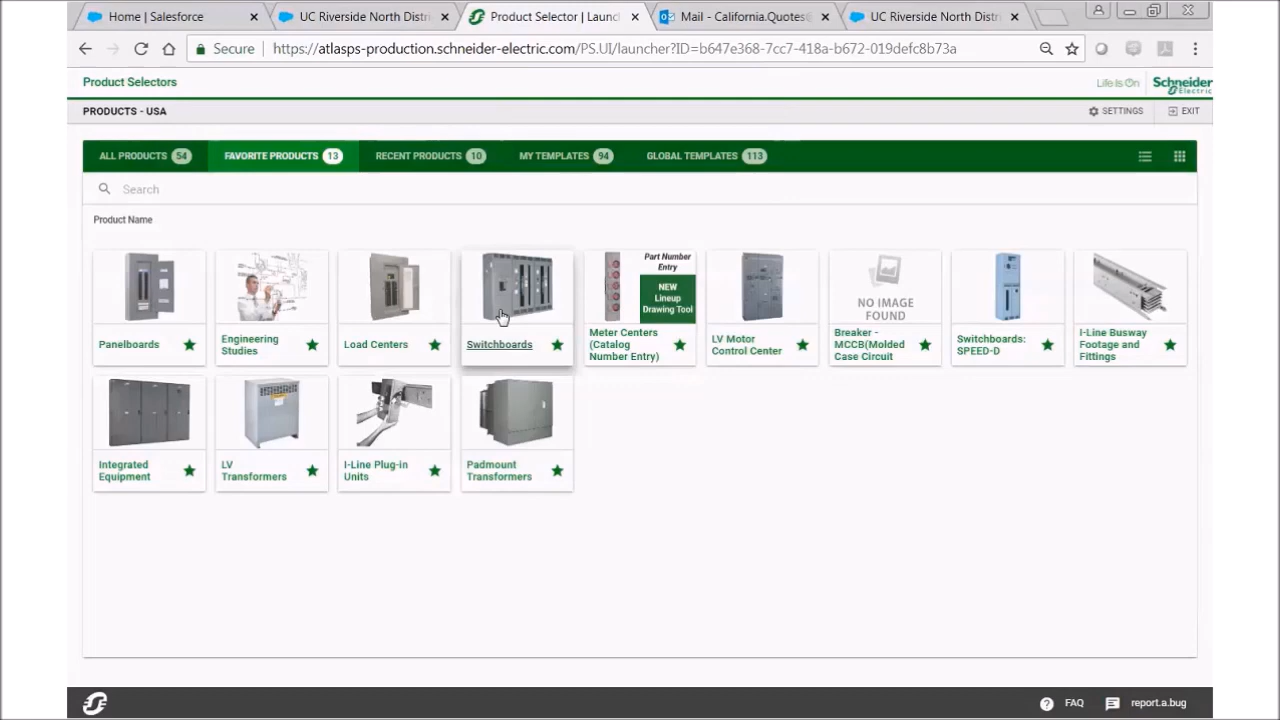 Home | Salesforce
UC Riverside North Distri
Product Selector | Launc
Mail - California.Quotes
UC Riverside North Distri
Secure
https://atlasps-production.schneider-electric.com/PS.UI/launcher?ID=b647e368-7cc7-418a-b672-019defc8b73a
Product Selectors
Life Is On
Schneider
Electric
PRODUCTS - USA
SETTINGS
EXIT
ALL PRODUCTS 54
FAVORITE PRODUCTS 13
RECENT PRODUCTS 10
MY TEMPLATES 94
GLOBAL TEMPLATES 113
Search
Product Name
Panelboards
Engineering
Studies
Load Centers
Switchboards
Part Number
Entry
NEW
Lineup
Drawing Tool
Meter Centers
(Catalog
Number Entry)
LV Motor
Control Center
NO IMAGE
FOUND
Breaker -
MCCB(Molded
Case Circuit
Switchboards:
SPEED-D
I-Line Busway
Footage and
Fittings
Integrated
Equipment
LV
Transformers
I-Line Plug-in
Units
Padmount
Transformers
FAQ
report.a.bug